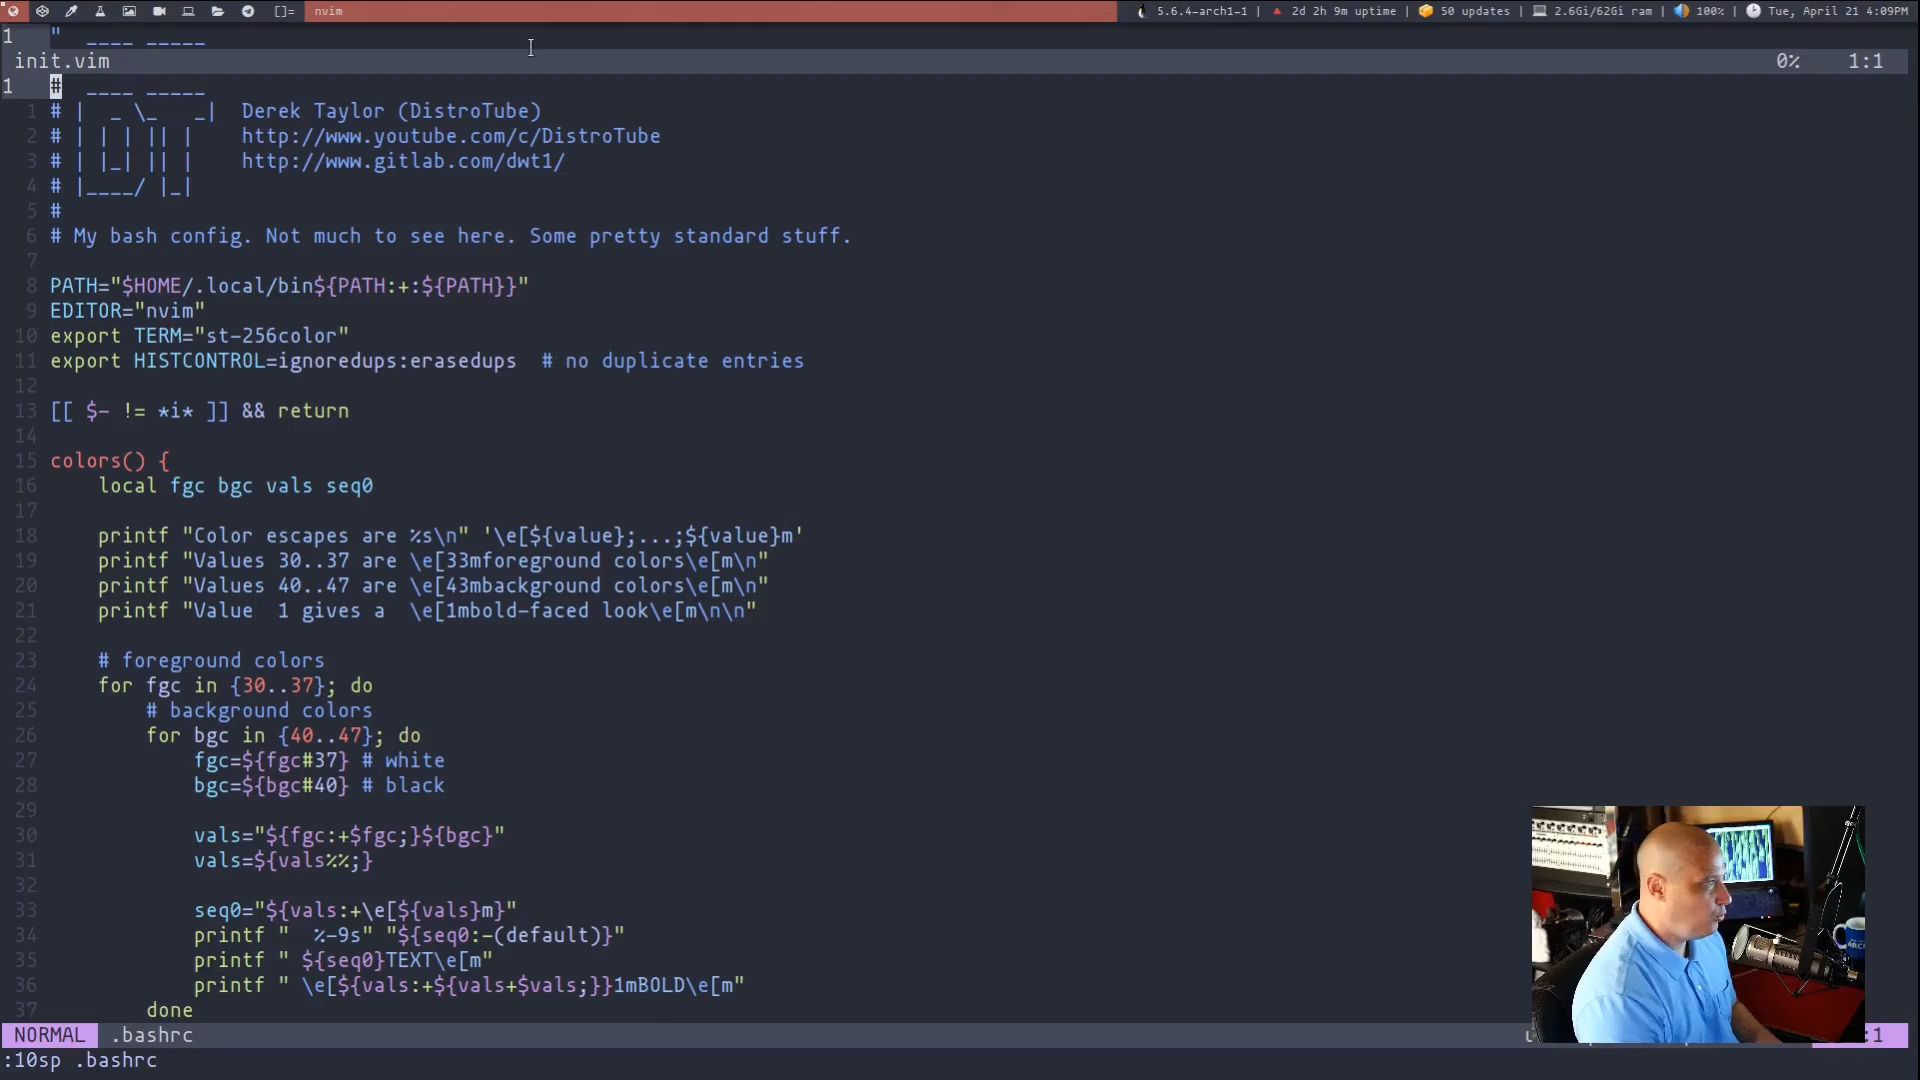 []= nvim 5.6.4-arch1-1 | 2d 2h 9m uptime | 50 updates | 2.6Gi/62Gi ram | 100% | Tue, April 21 4:09PM
1 "  ____ _____
init.vim 0% 1:1
1 #  ____ _____
1 # |  _ \_   _|  Derek Taylor (DistroTube)
2 # | | | || |    http://www.youtube.com/c/DistroTube
3 # | |_| || |    http://www.gitlab.com/dwt1/
4 # |____/ |_|
5 #
6 # My bash config. Not much to see here. Some pretty standard stuff.
7
8 PATH="$HOME/.local/bin${PATH:+:${PATH}}"
9 EDITOR="nvim"
10 export TERM="st-256color"
11 export HISTCONTROL=ignoredups:erasedups  # no duplicate entries
12
13 [[ $- != *i* ]] && return
14
15 colors() {
16     local fgc bgc vals seq0
17
18     printf "Color escapes are %s\n" '\e[${value};...;${value}m'
19     printf "Values 30..37 are \e[33mforeground colors\e[m\n"
20     printf "Values 40..47 are \e[43mbackground colors\e[m\n"
21     printf "Value  1 gives a  \e[1mbold-faced look\e[m\n\n"
22
23     # foreground colors
24     for fgc in {30..37}; do
25         # background colors
26         for bgc in {40..47}; do
27             fgc=${fgc#37} # white
28             bgc=${bgc#40} # black
29
30             vals="${fgc:+$fgc;}${bgc}"
31             vals=${vals%%;}
32
33             seq0="${vals:+\e[${vals}m}"
34             printf "  %-9s" "${seq0:-(default)}"
35             printf " ${seq0}TEXT\e[m"
36             printf " \e[${vals:+${vals+$vals;}}1mBOLD\e[m"
37         done
NORMAL .bashrc :1
:10sp .bashrc
ARCH